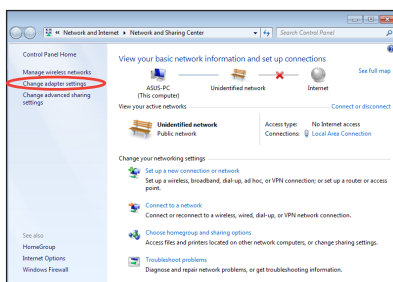 « Network and Internet ▸ Network and Sharing Center
Search Control Panel
Control Panel Home
Manage wireless networks
Change adapter settings
Change advanced sharing
settings
See also
HomeGroup
Internet Options
Windows Firewall
View your basic network information and set up connections
See full map
ASUS-PC
(This computer)
Unidentified network
Internet
View your active networks
Connect or disconnect
Unidentified network
Public network
Access type: No Internet access
Connections: Local Area Connection
Change your networking settings
Set up a new connection or network
Set up a wireless, broadband, dial-up, ad hoc, or VPN connection; or set up a router or access
point.
Connect to a network
Connect or reconnect to a wireless, wired, dial-up, or VPN network connection.
Choose homegroup and sharing options
Access files and printers located on other network computers, or change sharing settings.
Troubleshoot problems
Diagnose and repair network problems, or get troubleshooting information.